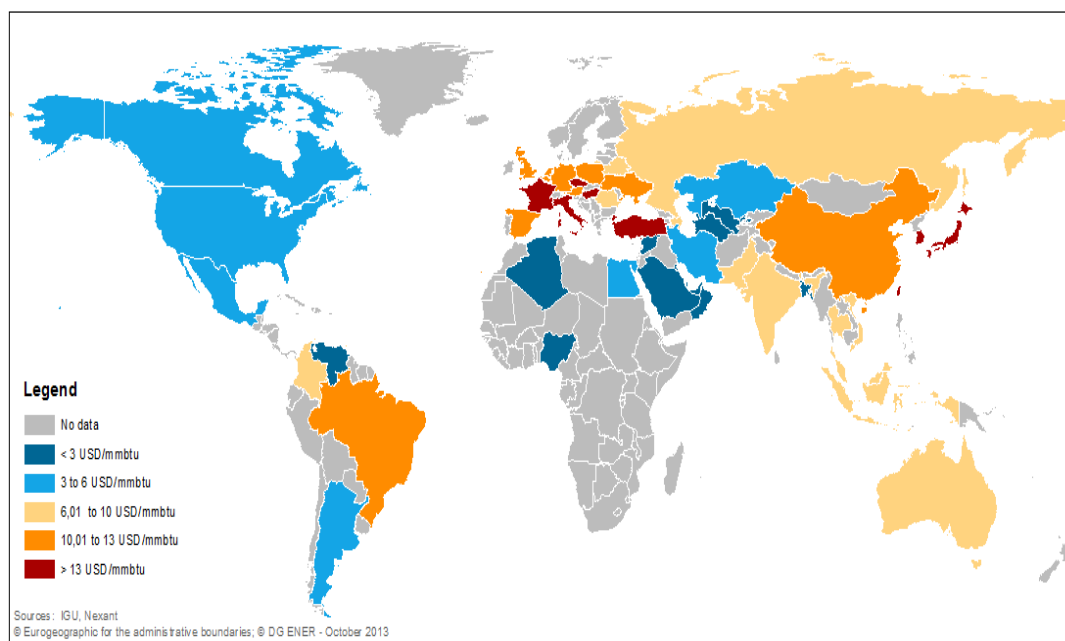 Legend
No data
< 3 USD/mmbtu
3 to 6 USD/mmbtu
6,01 to 10 USD/mmbtu
10,01 to 13 USD/mmbtu
> 13 USD/mmbtu
Sources: IGU, Nexant
© Eurogeographic for the administrative boundaries; © DG ENER - October 2013